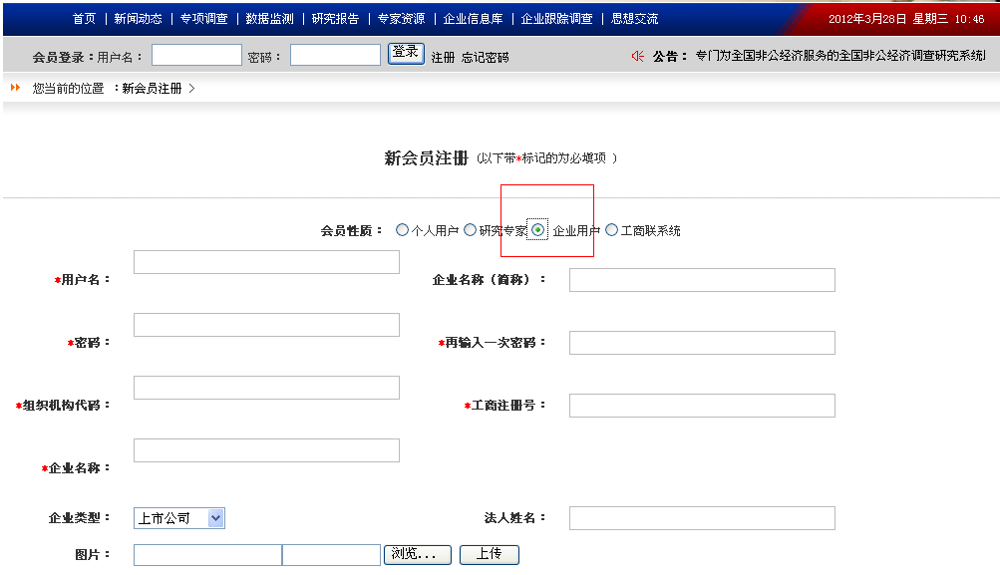 首页 | 新闻动态 | 专项调查 | 数据监测 | 研究报告 | 专家资源 | 企业信息库 | 企业跟踪调查 | 思想交流 2012年3月28日 星期三 10:46
会员登录：用户名： 密码： 登录 注册 忘记密码 公告： 专门为全国非公经济服务的全国非公经济调查研究系统!
您当前的位置 ：新会员注册 >
新会员注册 (以下带*标记的为必填项 )
会员性质： 个人用户 研究专家 企业用户 工商联系统
*用户名： 企业名称（简称）：
*密码： *再输入一次密码：
*组织机构代码： *工商注册号：
*企业名称：
企业类型： 上市公司 法人姓名：
图片： 浏览... 上传